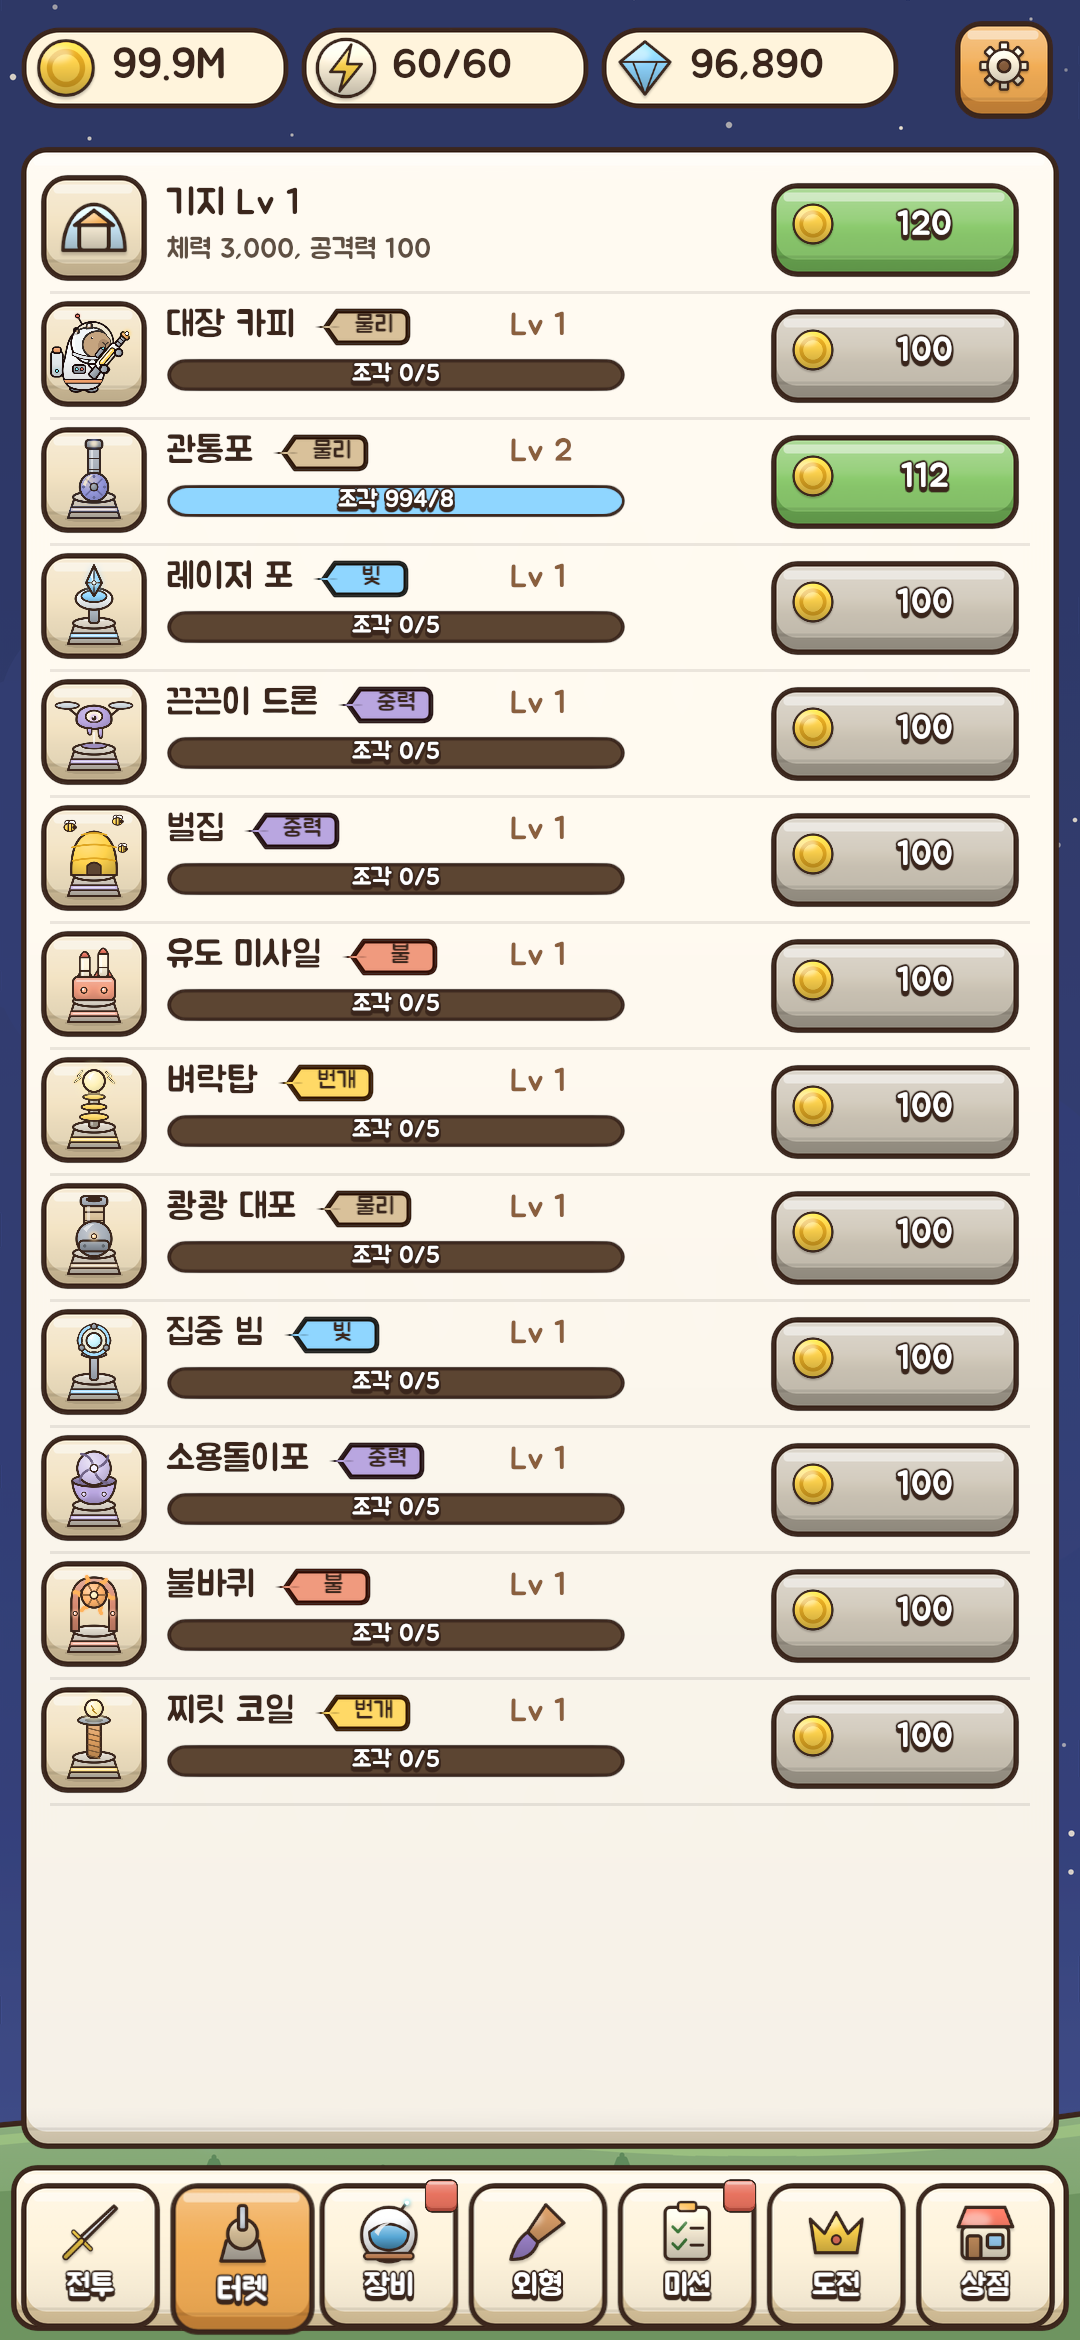 99.9M
60/60
96,890
기지 Lv 1
120
체력 3,000, 공격력 100
대장 카피 물리 Lv 1
100
조각 0/5
관통포 물리 Lv 2
112
조각 994/8
레이저 포 빛 Lv 1
100
조각 0/5
끈끈이 드론 중력 Lv 1
100
조각 0/5
벌집 중력 Lv 1
100
조각 0/5
유도 미사일 불 Lv 1
100
조각 0/5
벼락탑 번개 Lv 1
100
조각 0/5
쾅쾅 대포 물리 Lv 1
100
조각 0/5
집중 빔 빛 Lv 1
100
조각 0/5
소용돌이포 중력 Lv 1
100
조각 0/5
불바퀴 불 Lv 1
100
조각 0/5
찌릿 코일 번개 Lv 1
100
조각 0/5
전투 터렛 장비 외형 미션 도전 상점